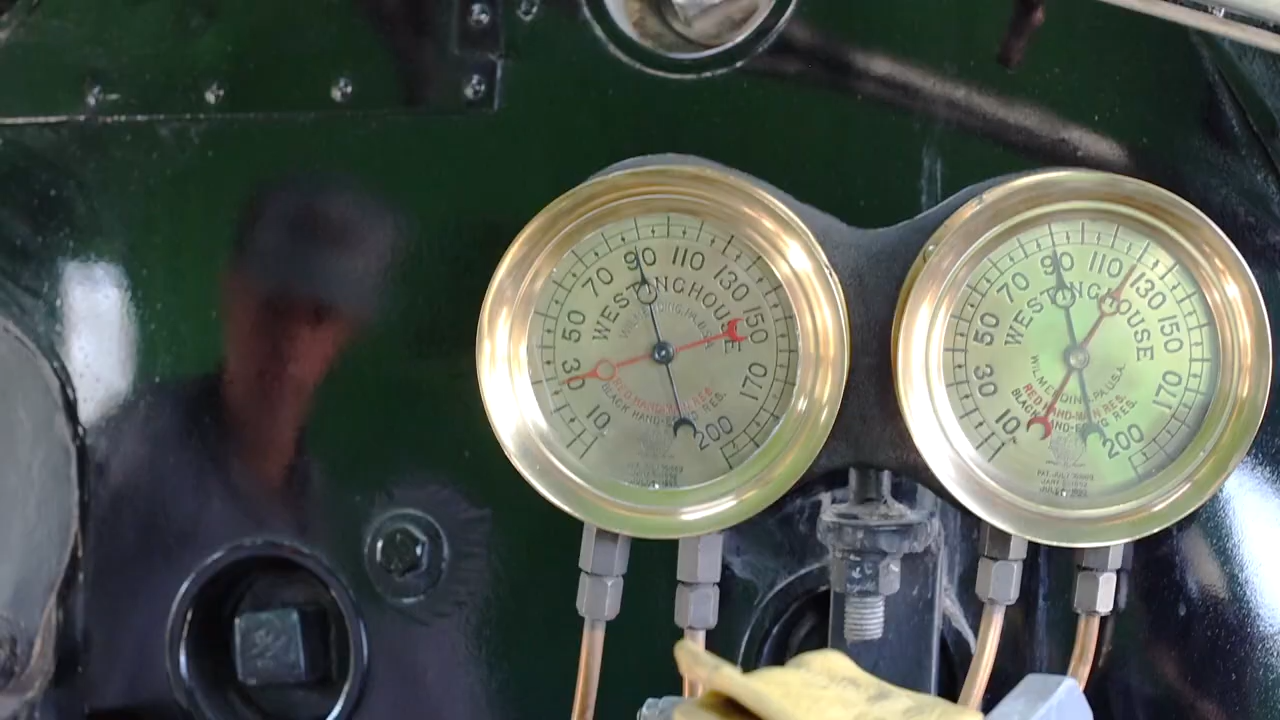 10 30 50 70 90 110 130 150 170 200
WESTINGHOUSE
RED HAND-MAIN RES.
BLACK HAND-EQ RES.
10 30 50 70 90 110 130 150 170 200
WESTINGHOUSE
WILMERDING, PA. U.S.A.
RED HAND-MAIN RES.
BLACK HAND-EQ RES.